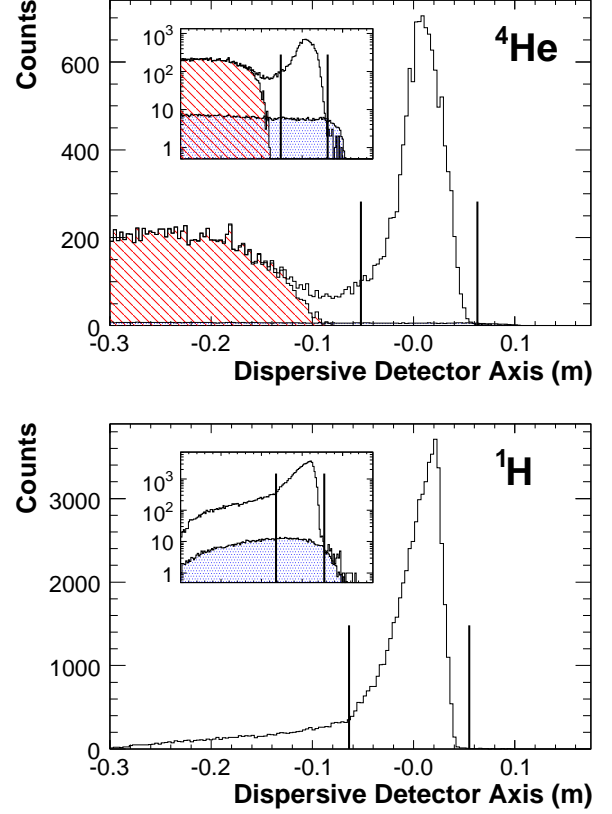 Counts
600
400
200
0
10³
10²
10
1
⁴He
-0.3 -0.2 -0.1 -0.0 0.1
Dispersive Detector Axis (m)
Counts
3000
2000
1000
0
10³
10²
10
1
¹H
-0.3 -0.2 -0.1 -0.0 0.1
Dispersive Detector Axis (m)